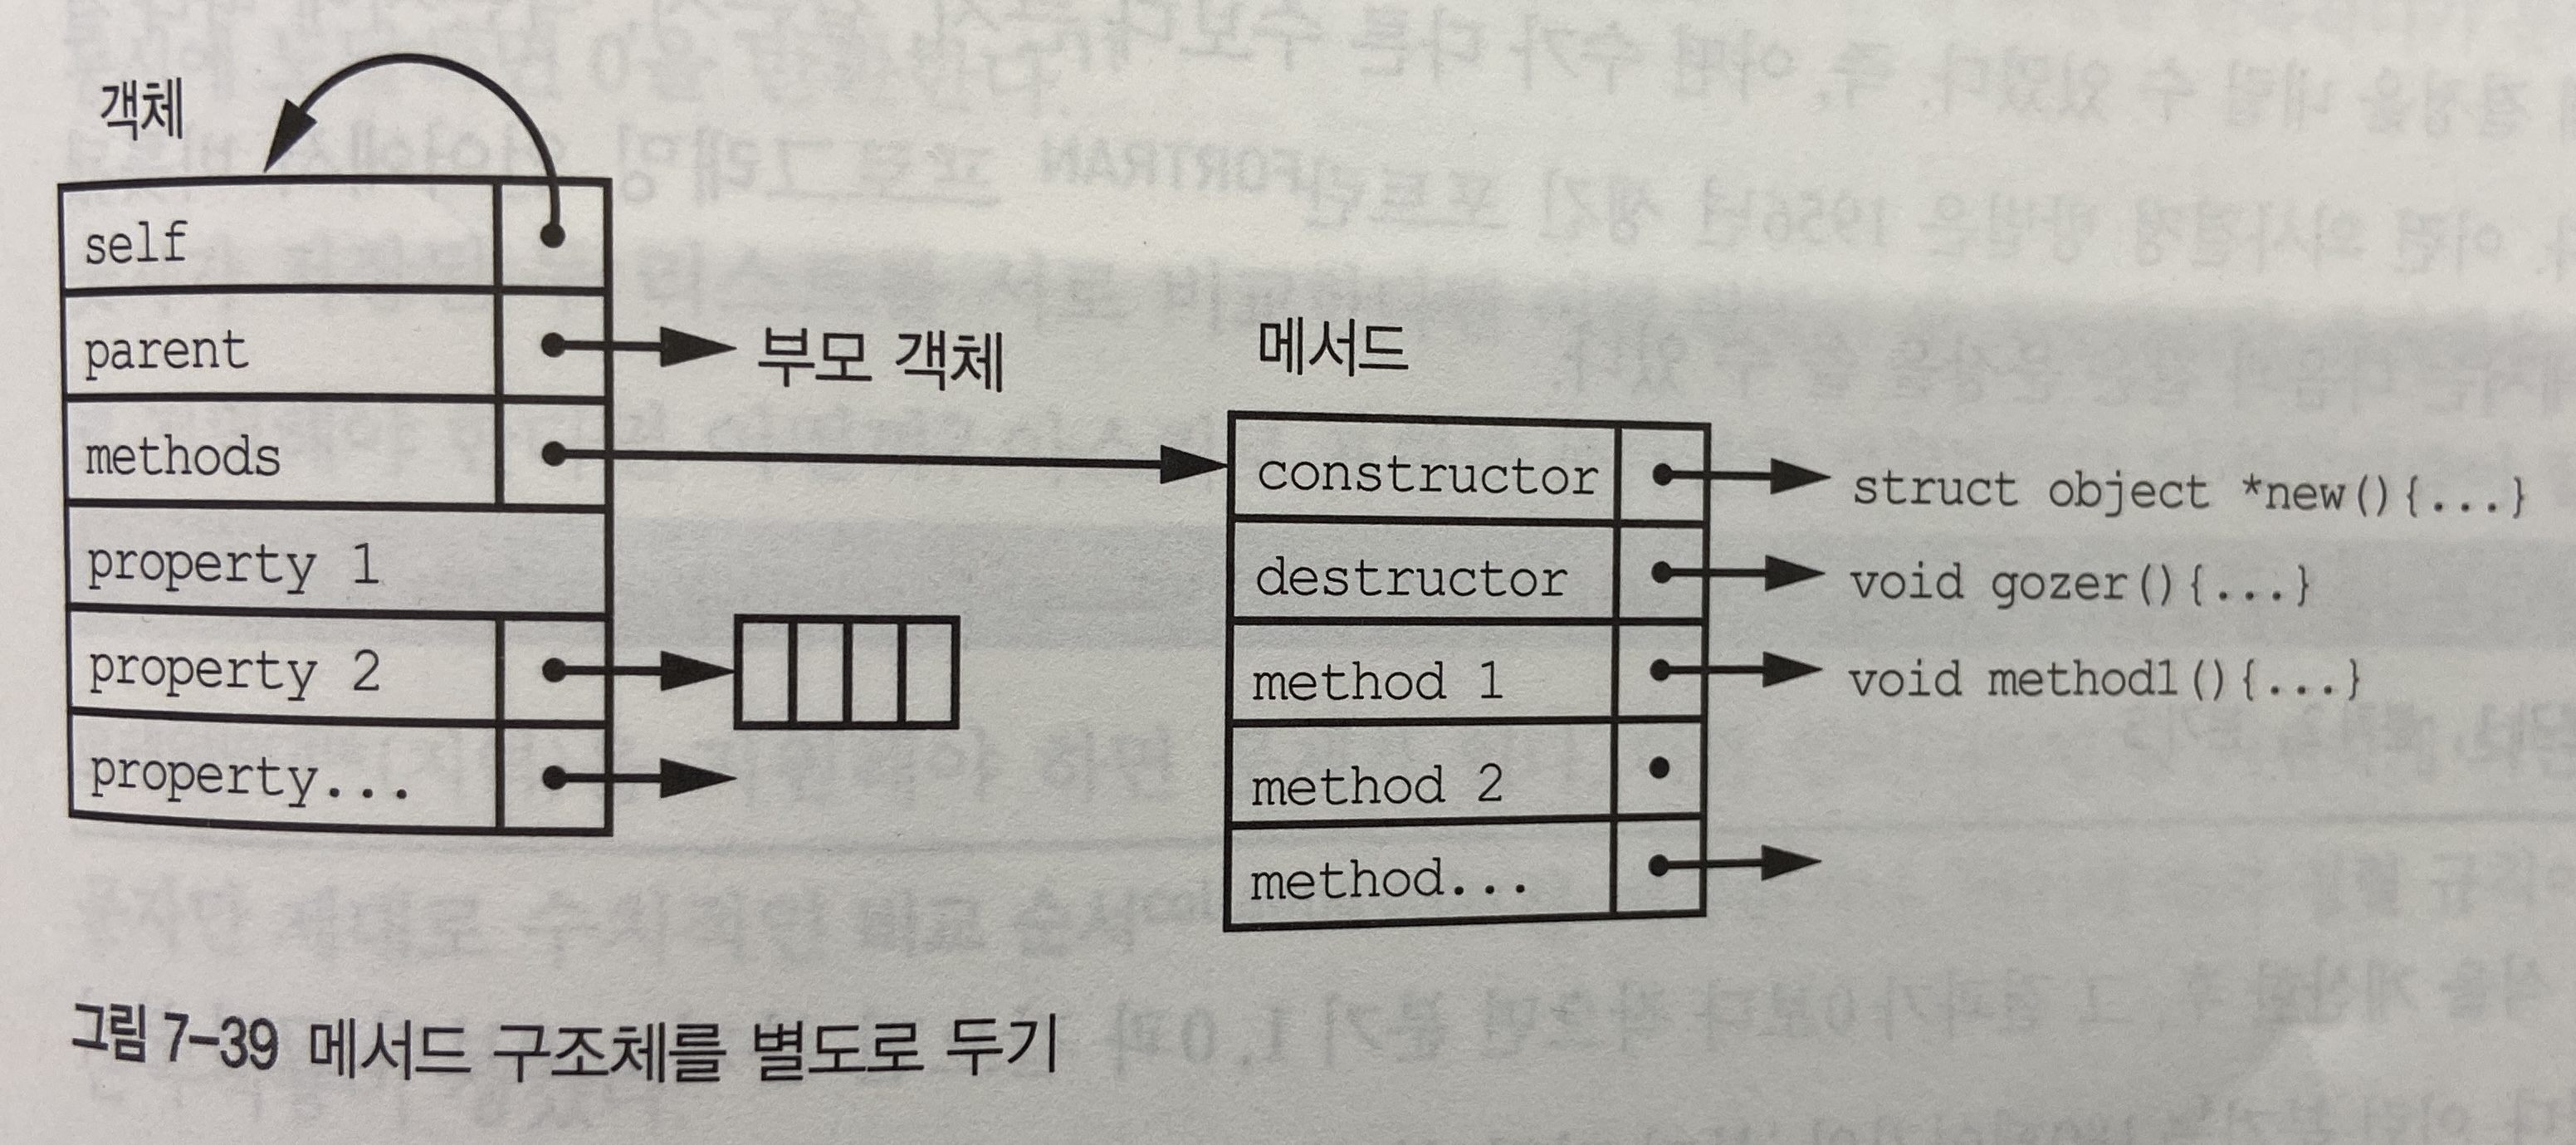 객체
self
parent
methods
property 1
property 2
property...
부모 객체
메서드
constructor
destructor
method 1
method 2
method...
struct object *new(){...}
void gozer(){...}
void method1(){...}
그림 7-39 메서드 구조체를 별도로 두기